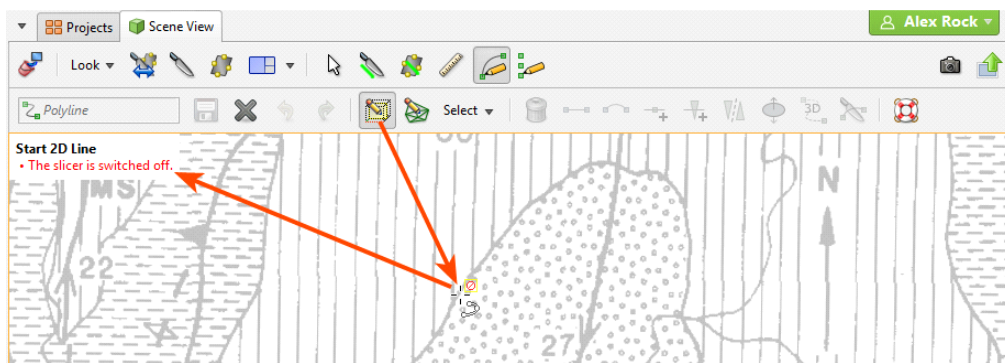 Projects
Scene View
Alex Rock
Look
Polyline
Select
3D
Start 2D Line
• The slicer is switched off.
MS
N
22
27